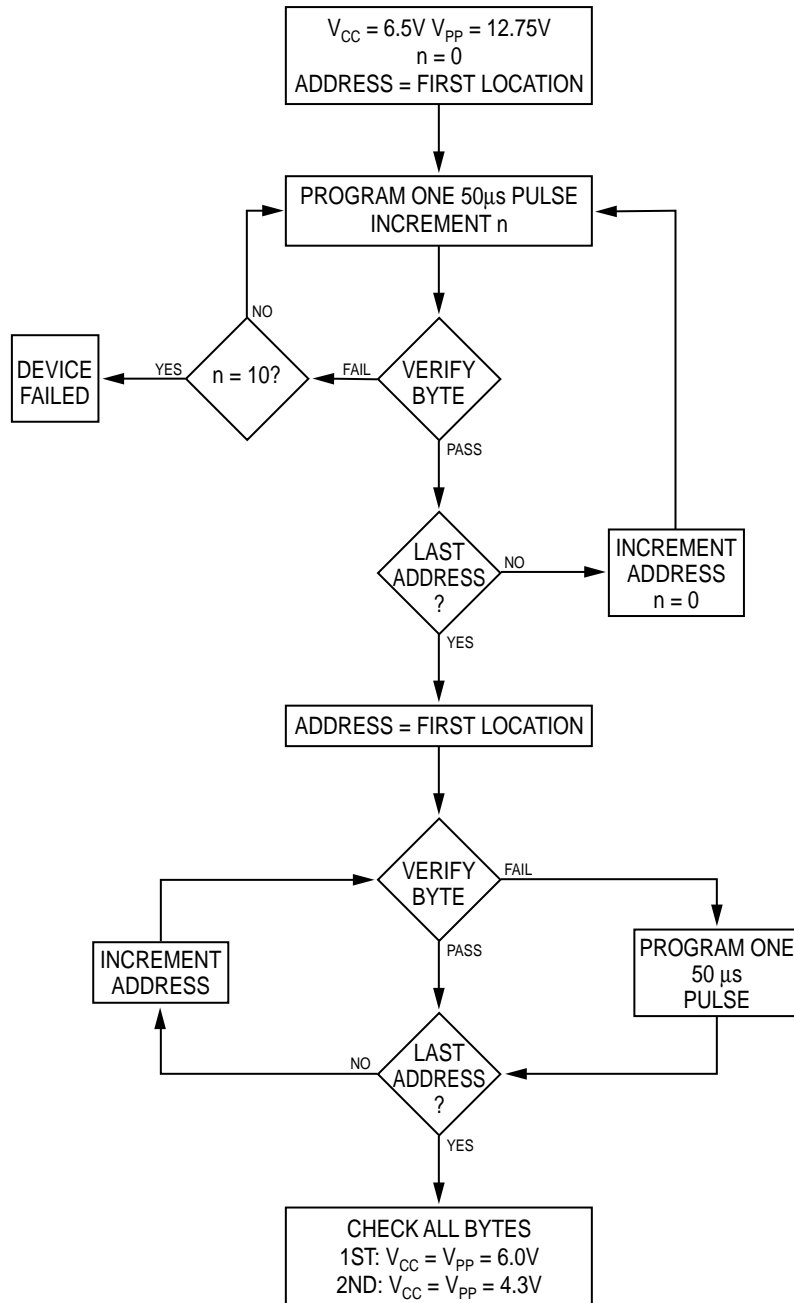 VCC = 6.5V VPP = 12.75V
n = 0
ADDRESS = FIRST LOCATION
PROGRAM ONE 50µs PULSE
INCREMENT n
NO
DEVICE
FAILED
YES
n = 10?
FAIL
VERIFY
BYTE
PASS
LAST
ADDRESS
?
NO
INCREMENT
ADDRESS
n = 0
YES
ADDRESS = FIRST LOCATION
VERIFY
BYTE
FAIL
PASS
INCREMENT
ADDRESS
PROGRAM ONE
50 µs
PULSE
NO
LAST
ADDRESS
?
YES
CHECK ALL BYTES
1ST: VCC = VPP = 6.0V
2ND: VCC = VPP = 4.3V